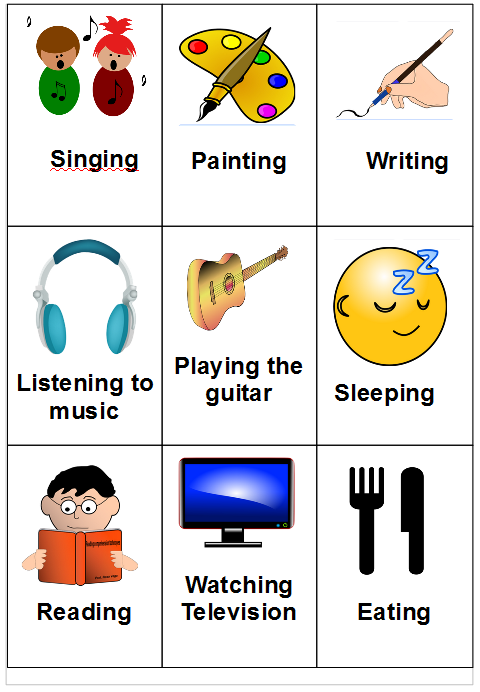 Singing
Painting
Writing
Listening to
music
Playing the
guitar
Sleeping
Z
Z
Reading
Watching
Television
Eating